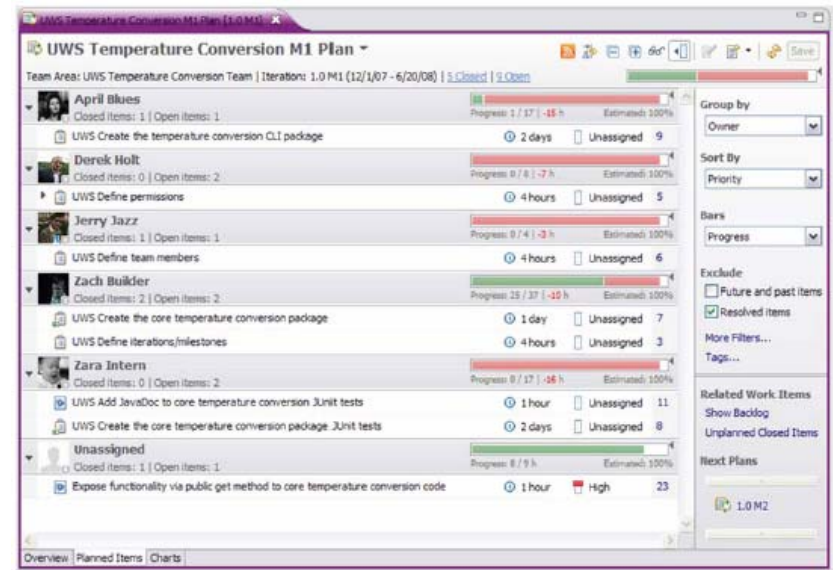 UWS Temperature Conversion M1 Plan [1.0 M1]
UWS Temperature Conversion M1 Plan
Save
Team Area: UWS Temperature Conversion Team | Iteration: 1.0 M1 (12/1/07 - 6/20/08) | 5 Closed | 9 Open
April Blues
Closed items: 1 | Open items: 1
Progress: 1 / 17 | -15 h Estimated: 100%
UWS Create the temperature conversion CLI package 2 days Unassigned 9
Derek Holt
Closed items: 0 | Open items: 2
Progress: 0 / 8 | -7 h Estimated: 100%
UWS Define permissions 4 hours Unassigned 5
Jerry Jazz
Closed items: 1 | Open items: 1
Progress: 0 / 4 | -3 h Estimated: 100%
UWS Define team members 4 hours Unassigned 6
Zach Builder
Closed items: 2 | Open items: 2
Progress: 25 / 37 | -10 h Estimated: 100%
UWS Create the core temperature conversion package 1 day Unassigned 7
UWS Define iterations/milestones 4 hours Unassigned 3
Zara Intern
Closed items: 0 | Open items: 2
Progress: 0 / 17 | -16 h Estimated: 100%
UWS Add JavaDoc to core temperature conversion JUnit tests 1 hour Unassigned 11
UWS Create the core temperature conversion package JUnit tests 2 days Unassigned 8
Unassigned
Closed items: 1 | Open items: 1
Progress: 8 / 9 h Estimated: 100%
Expose functionality via public get method to core temperature conversion code 1 hour High 23
Group by
Owner
Sort By
Priority
Bars
Progress
Exclude
Future and past items
Resolved items
More Filters...
Tags...
Related Work Items
Show Backlog
Unplanned Closed Items
Next Plans
1.0 M2
Overview Planned Items Charts